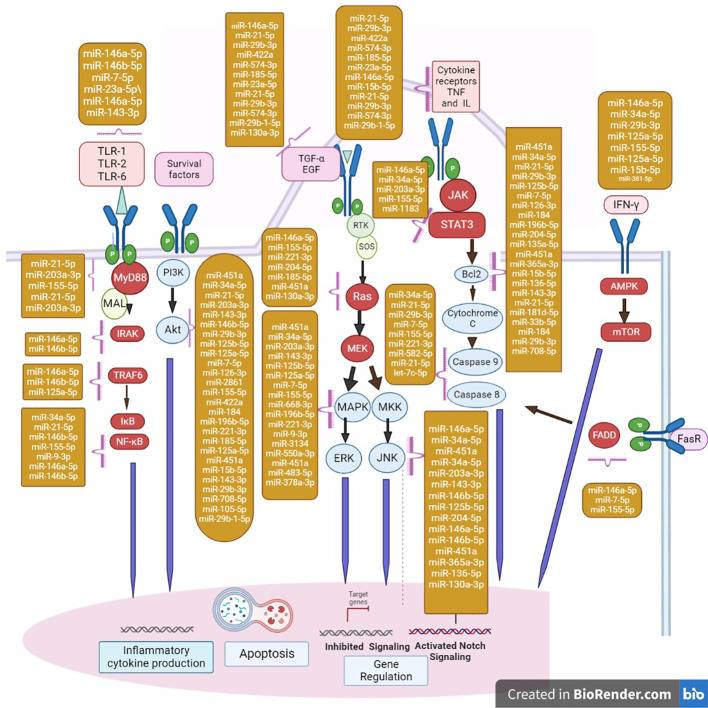 miR-146a-5p
miR-146b-5p
miR-7-5p
miR-23a-5p\
miR-146a-5p
miR-143-3p
TLR-1
TLR-2
TLR-6
Survival
factors
miR-146a-5p
miR-21-5p
miR-29b-3p
miR-422a
miR-574-3p
miR-185-5p
miR-23a-5p
miR-21-5p
miR-29b-3p
miR-574-3p
miR-29b-1-5p
miR-130a-3p
miR-21-5p
miR-29b-3p
miR-422a
miR-574-3p
miR-185-5p
miR-23a-5p
miR-146a-5p
miR-15b-5p
miR-21-5p
miR-29b-3p
miR-574-5p
miR-29b-1-5p
TGF-α
EGF
Cytokine
receptors
TNF
and IL
miR-146a-5p
miR-34a-5p
miR-29b-3p
miR-125a-5p
miR-155-5p
miR-125a-5p
miR-15b-5p
miR-381-5p
IFN-γ
AMPK
mTOR
miR-146a-5p
miR-34a-5p
miR-203a-3p
miR-155-5p
miR-1183
P
P
JAK
STAT3
Bcl2
Cytochrome
C
Caspase 9
Caspase 8
miR-451a
miR-34a-5p
miR-21-5p
miR-29b-3p
miR-125b-5p
miR-7-5p
miR-126-3p
miR-184
miR-196b-5p
miR-204-5p
miR-135a-5p
miR-451a
miR-365a-3p
miR-15b-5p
miR-136-5p
miR-143-3p
miR-21-5p
miR-181d-5p
miR-33b-5p
miR-184
miR-29b-3p
miR-708-5p
P
P
RTK
SOS
Ras
MEK
MAPK
MKK
ERK
JNK
P
P
MyD88
MAL
IRAK
TRAF6
IκB
NF-κB
P
P
PI3K
Akt
miR-21-5p
miR-203a-3p
miR-155-5p
miR-21-5p
miR-203a-3p
miR-146a-5p
miR-146b-5p
miR-146a-5p
miR-146b-5p
miR-125a-5p
miR-34a-5p
miR-21-5p
miR-146b-5p
miR-155-5p
miR-9-3p
miR-146a-5p
miR-146b-5p
miR-451a
miR-34a-5p
miR-21-5p
miR-203a-3p
miR-143-3p
miR-146b-5p
miR-29b-3p
miR-125b-5p
miR-125a-5p
miR-7-5p
miR-126-3p
miR-2861
miR-155-5p
miR-422a
miR-184
miR-196b-5p
miR-221-3p
miR-185-5p
miR-125a-5p
miR-451a
miR-15b-5p
miR-143-3p
miR-29b-3p
miR-708-5p
miR-105-5p
miR-29b-1-5p
miR-146a-5p
miR-155-5p
miR-221-3p
miR-204-5p
miR-185-5p
miR-451a
miR-130a-3p
miR-451a
miR-34a-5p
miR-203a-3p
miR-143-3p
miR-125b-5p
miR-125a-5p
miR-7-5p
miR-155-5p
miR-668-3p
miR-196b-5p
miR-221-3p
miR-9-3p
miR-3134
miR-550a-3p
miR-451a
miR-483-5p
miR-378a-3p
miR-34a-5p
miR-21-5p
miR-29b-3p
miR-7-5p
miR-155-5p
miR-221-3p
miR-582-5p
miR-21-5p
let-7c-5p
miR-146a-5p
miR-34a-5p
miR-451a
miR-34a-5p
miR-203a-3p
miR-143-3p
miR-146b-5p
miR-125b-5p
miR-204-5p
miR-146a-5p
miR-146b-5p
miR-451a
miR-365a-3p
miR-136-5p
miR-130a-3p
FADD
P
P
FasR
miR-146a-5p
miR-7-5p
miR-155-5p
Target
genes
Inflammatory
cytokine production
Apoptosis
Inhibited Signaling
Gene
Regulation
Activated Notch
Signaling
Created in BioRender.com bio